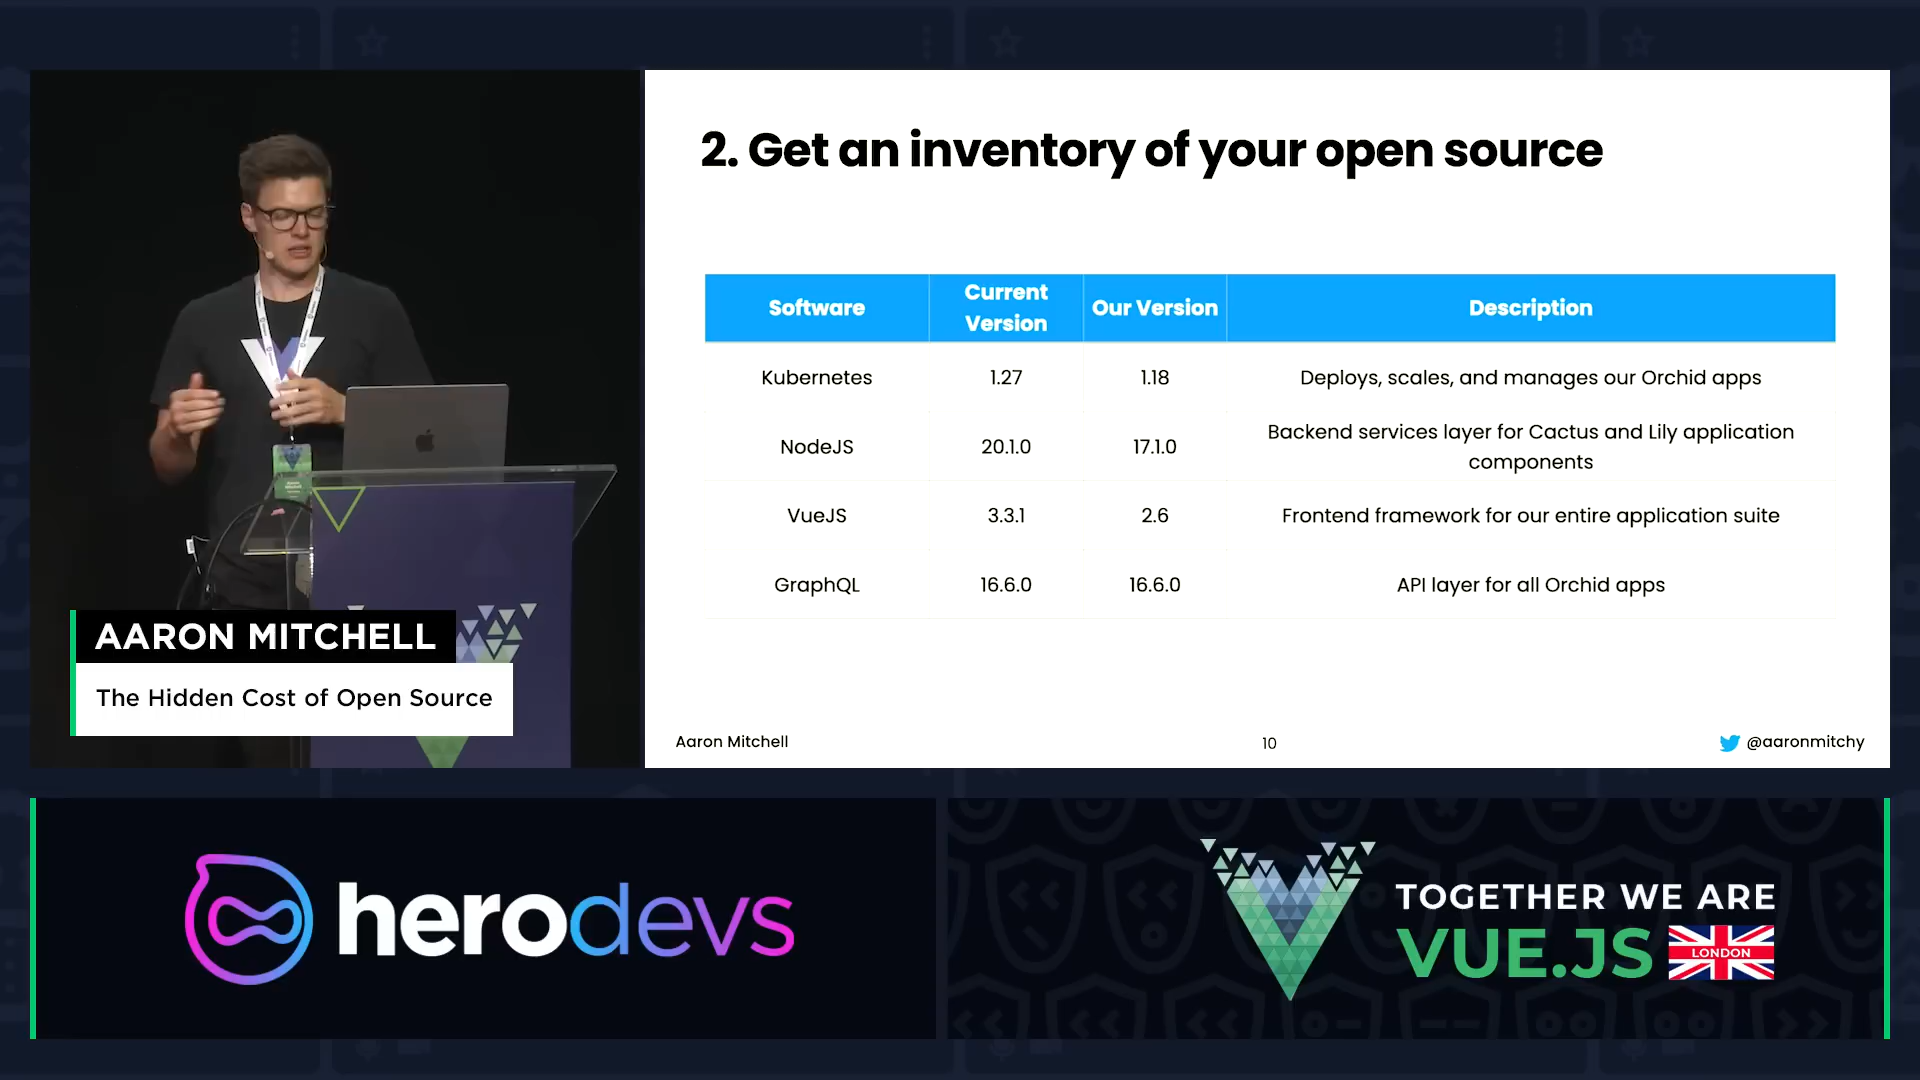 2. Get an inventory of your open source
Software
Current
Version
Our Version
Description
Kubernetes
1.27
1.18
Deploys, scales, and manages our Orchid apps
NodeJS
20.1.0
17.1.0
Backend services layer for Cactus and Lily application
components
VueJS
3.3.1
2.6
Frontend framework for our entire application suite
GraphQL
16.6.0
16.6.0
API layer for all Orchid apps
Aaron Mitchell
10
@aaronmitchy
AARON MITCHELL
The Hidden Cost of Open Source
herodevs
TOGETHER WE ARE
VUE.JS
LONDON